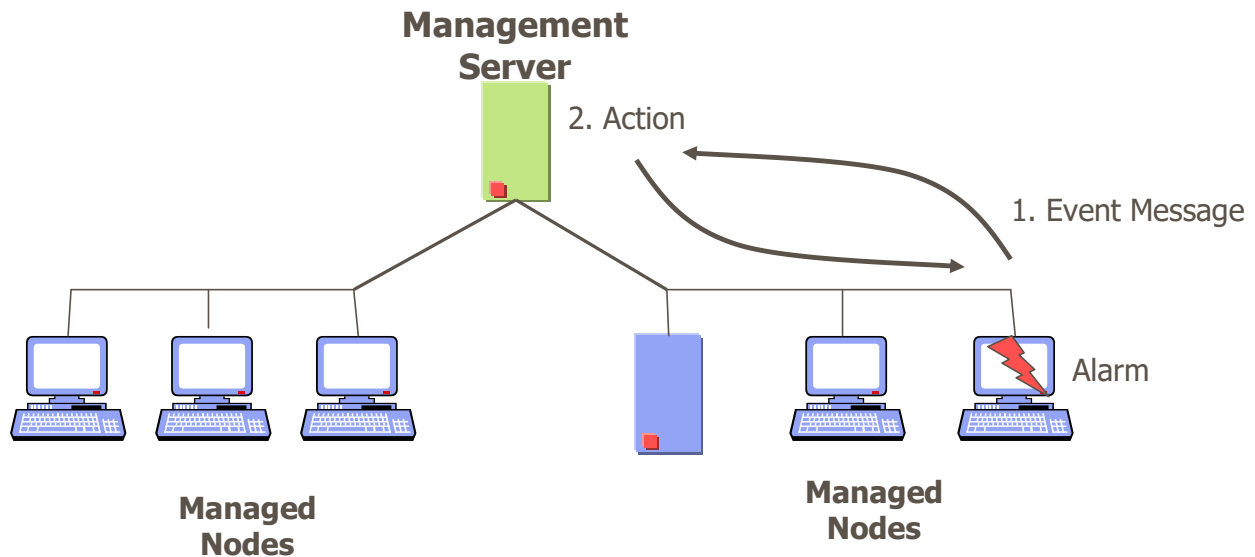 Management
Server
2. Action
1. Event Message
Alarm
Managed
Nodes
Managed
Nodes